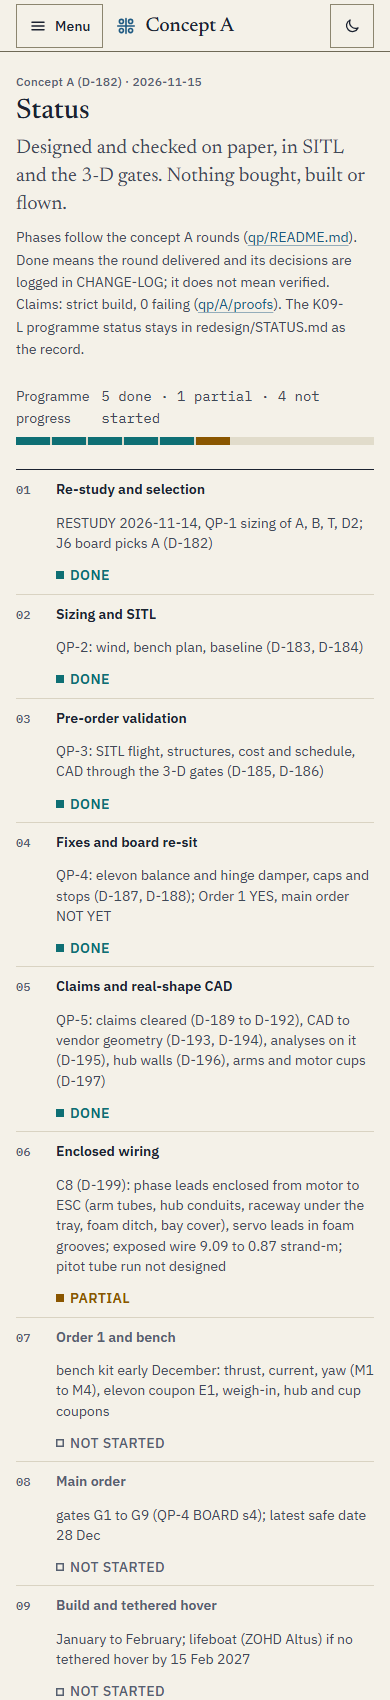 Menu
Concept A
Concept A (D-182) · 2026-11-15
Status
Designed and checked on paper, in SITL
and the 3-D gates. Nothing bought, built or
flown.
Phases follow the concept A rounds (qp/README.md).
Done means the round delivered and its decisions are
logged in CHANGE-LOG; it does not mean verified.
Claims: strict build, 0 failing (qp/A/proofs). The K09-
L programme status stays in redesign/STATUS.md as
the record.
Programme progress
5 done · 1 partial · 4 not started
01 Re-study and selection
RESTUDY 2026-11-14, QP-1 sizing of A, B, T, D2;
J6 board picks A (D-182)
DONE
02 Sizing and SITL
QP-2: wind, bench plan, baseline (D-183, D-184)
DONE
03 Pre-order validation
QP-3: SITL flight, structures, cost and schedule,
CAD through the 3-D gates (D-185, D-186)
DONE
04 Fixes and board re-sit
QP-4: elevon balance and hinge damper, caps and
stops (D-187, D-188); Order 1 YES, main order
NOT YET
DONE
05 Claims and real-shape CAD
QP-5: claims cleared (D-189 to D-192), CAD to
vendor geometry (D-193, D-194), analyses on it
(D-195), hub walls (D-196), arms and motor cups
(D-197)
DONE
06 Enclosed wiring
C8 (D-199): phase leads enclosed from motor to
ESC (arm tubes, hub conduits, raceway under the
tray, foam ditch, bay cover), servo leads in foam
grooves; exposed wire 9.09 to 0.87 strand-m;
pitot tube run not designed
PARTIAL
07 Order 1 and bench
bench kit early December: thrust, current, yaw (M1
to M4), elevon coupon E1, weigh-in, hub and cup
coupons
NOT STARTED
08 Main order
gates G1 to G9 (QP-4 BOARD s4); latest safe date
28 Dec
NOT STARTED
09 Build and tethered hover
January to February; lifeboat (ZOHD Altus) if no
tethered hover by 15 Feb 2027
NOT STARTED